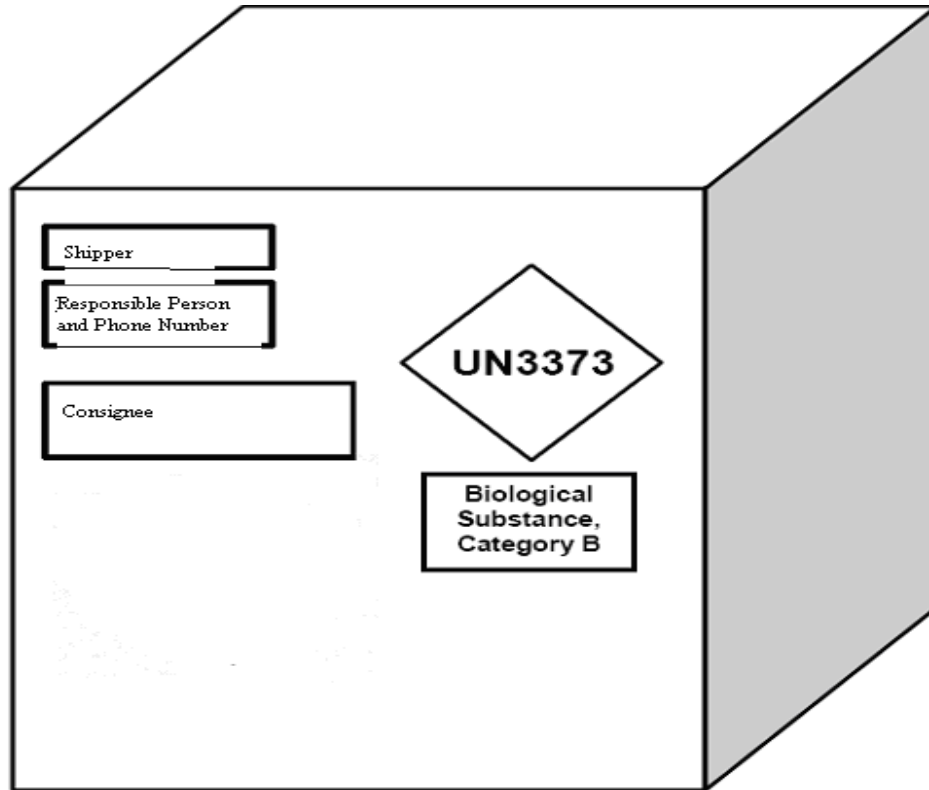 Shipper
Responsible Person
and Phone Number
Consignee
UN3373
Biological
Substance,
Category B